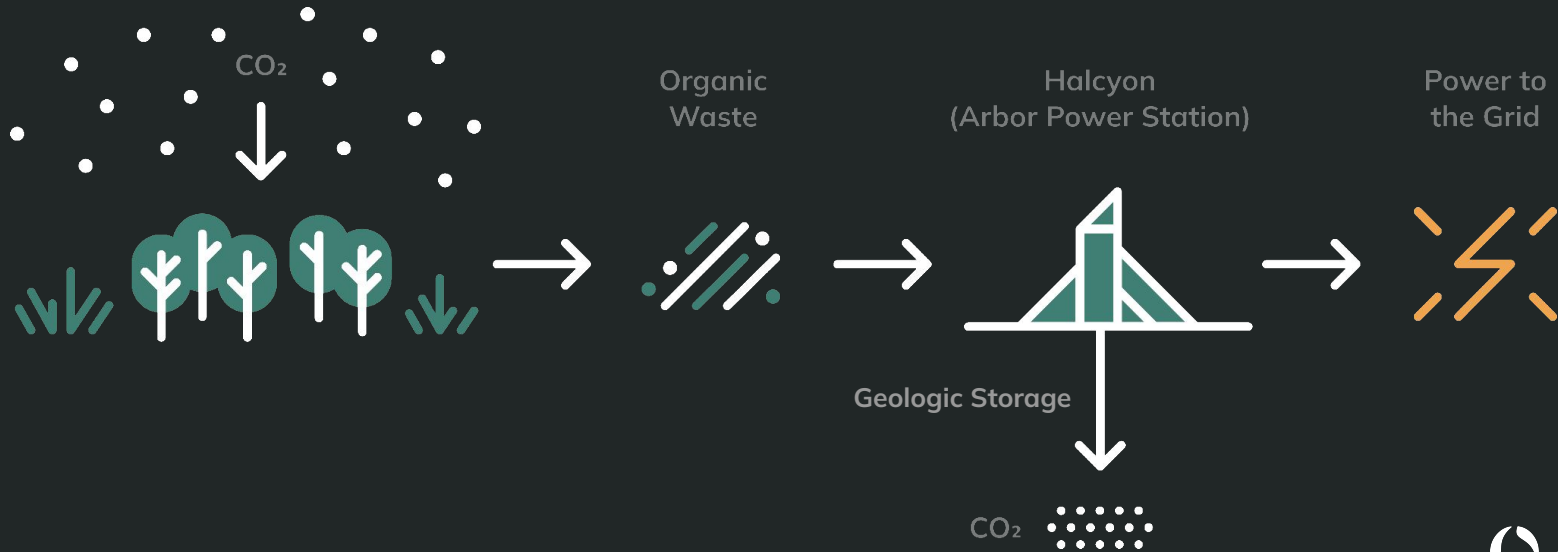 CO₂
Organic
Waste
Halcyon
(Arbor Power Station)
Power to
the Grid
Geologic Storage
CO₂